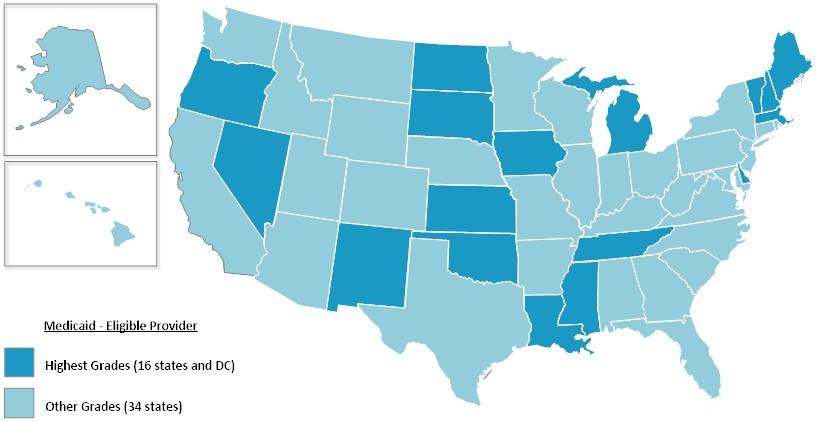 Medicaid - Eligible Provider
Highest Grades (16 states and DC)
Other Grades (34 states)